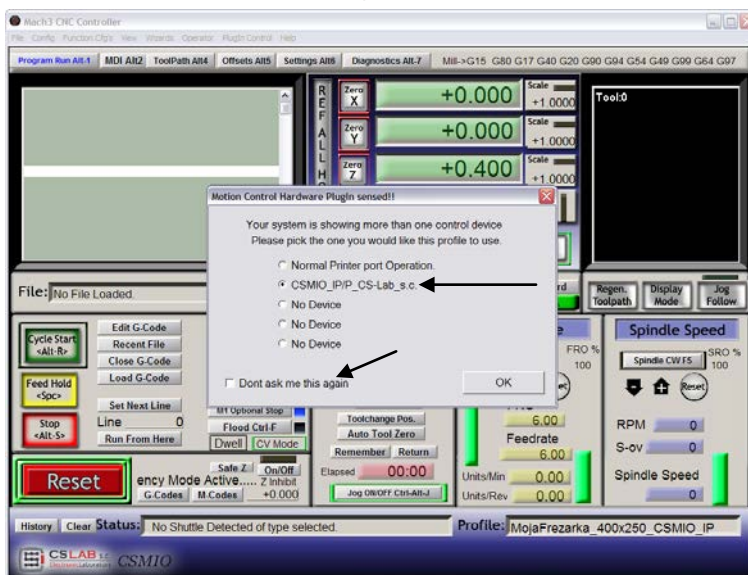 Mach3 CNC Controller
File Config Function Cfg's View Wizards Operator PlugIn Control Help
Program Run Alt-1 MDI Alt2 ToolPath Alt4 Offsets Alt5 Settings Alt6 Diagnostics Alt-7 Mill->G15 G80 G17 G40 G20 G90 G94 G54 G49 G99 G64 G97
REF ALL H
Zero X +0.000 Scale +1.0000
Zero Y +0.000 Scale +1.0000
Zero Z +0.400 Scale +1.0000
Tool:0
Motion Control Hardware PlugIn sensed!!
Your system is showing more than one control device
Please pick the one you would like this profile to use.
Normal Printer port Operation.
CSMIO_IP/P_CS-Lab_s.c.
No Device
No Device
No Device
Dont ask me this again
OK
File: No File Loaded.
Regen. Toolpath
Display Mode
Jog Follow
Cycle Start <Alt-R>
Feed Hold <Spc>
Stop <Alt-S>
Edit G-Code
Recent File
Close G-Code
Load G-Code
Set Next Line
Line 0
Run From Here
M1 Optional Stop
Flood Ctrl-F
Dwell CV Mode
Toolchange Pos.
Auto Tool Zero
Remember Return
Elapsed 00:00
Jog ON/OFF Ctrl-Alt-J
FRO %
100
6.00
Feedrate
6.00
Units/Min 0.00
Units/Rev 0.00
Spindle Speed
Spindle CW F5
SRO %
100
Reset
RPM 0
S-ov 0
Spindle Speed
0
Reset
ency Mode Active.....
Safe Z On/Off
Z Inhibit
G-Codes M-Codes +0.000
History Clear Status: No Shuttle Detected of type selected. Profile: MojaFrezarka_400x250_CSMIO_IP
CSLAB s.c.
CSMIO